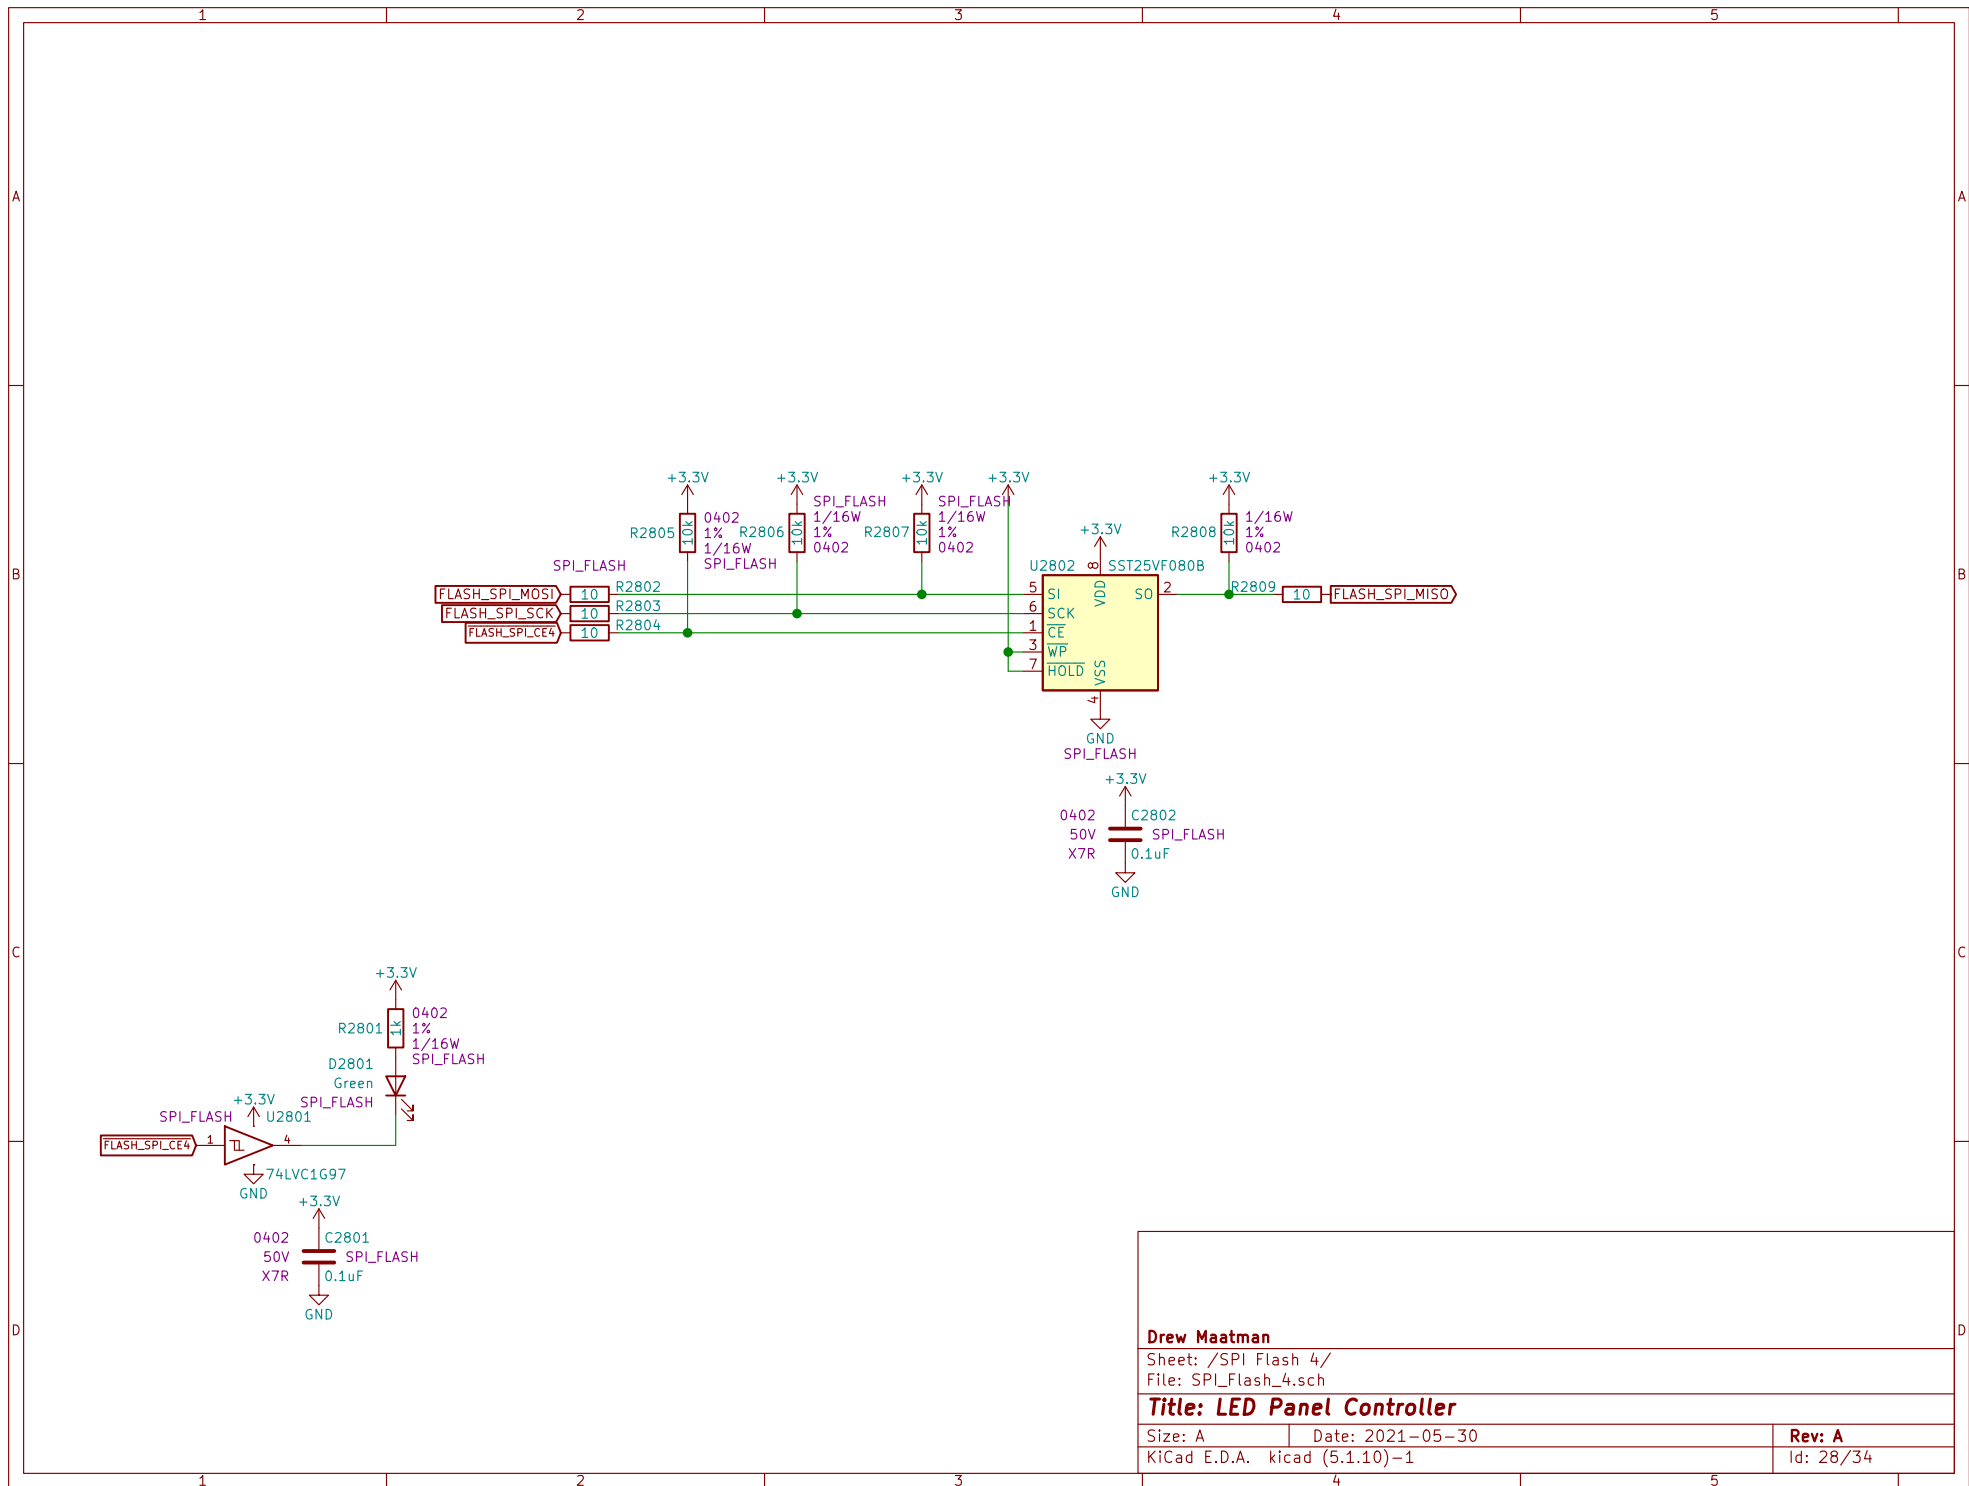 1 2 3 4 5
A A
+3.3V +3.3V +3.3V +3.3V +3.3V
R2805 10k 0402
1%
1/16W
SPI_FLASH
R2806 10k SPI_FLASH
1/16W
1%
0402
R2807 10k SPI_FLASH
1/16W
1%
0402
R2808 10k 1/16W
1%
0402
B B
SPI_FLASH
FLASH_SPI_MOSI 10 R2802
FLASH_SPI_SCK 10 R2803
FLASH_SPI_CE4 10 R2804
+3.3V
U2802 8 SST25VF080B
5 SI VDD SO 2
6 SCK
1 CE
3 WP
7 HOLD VSS
4
GND
SPI_FLASH
R2809 10 FLASH_SPI_MISO
+3.3V
0402 C2802
50V SPI_FLASH
X7R 0.1uF
GND
C C
+3.3V
R2801 1k 0402
1%
1/16W
SPI_FLASH
D2801
Green
SPI_FLASH
+3.3V
SPI_FLASH U2801
FLASH_SPI_CE4 1 4
74LVC1G97
GND
+3.3V
0402 C2801
50V SPI_FLASH
X7R 0.1uF
GND
D D
Drew Maatman
Sheet: /SPI Flash 4/
File: SPI_Flash_4.sch
Title: LED Panel Controller
Size: A Date: 2021-05-30 Rev: A
KiCad E.D.A. kicad (5.1.10)-1 Id: 28/34
1 2 3 4 5